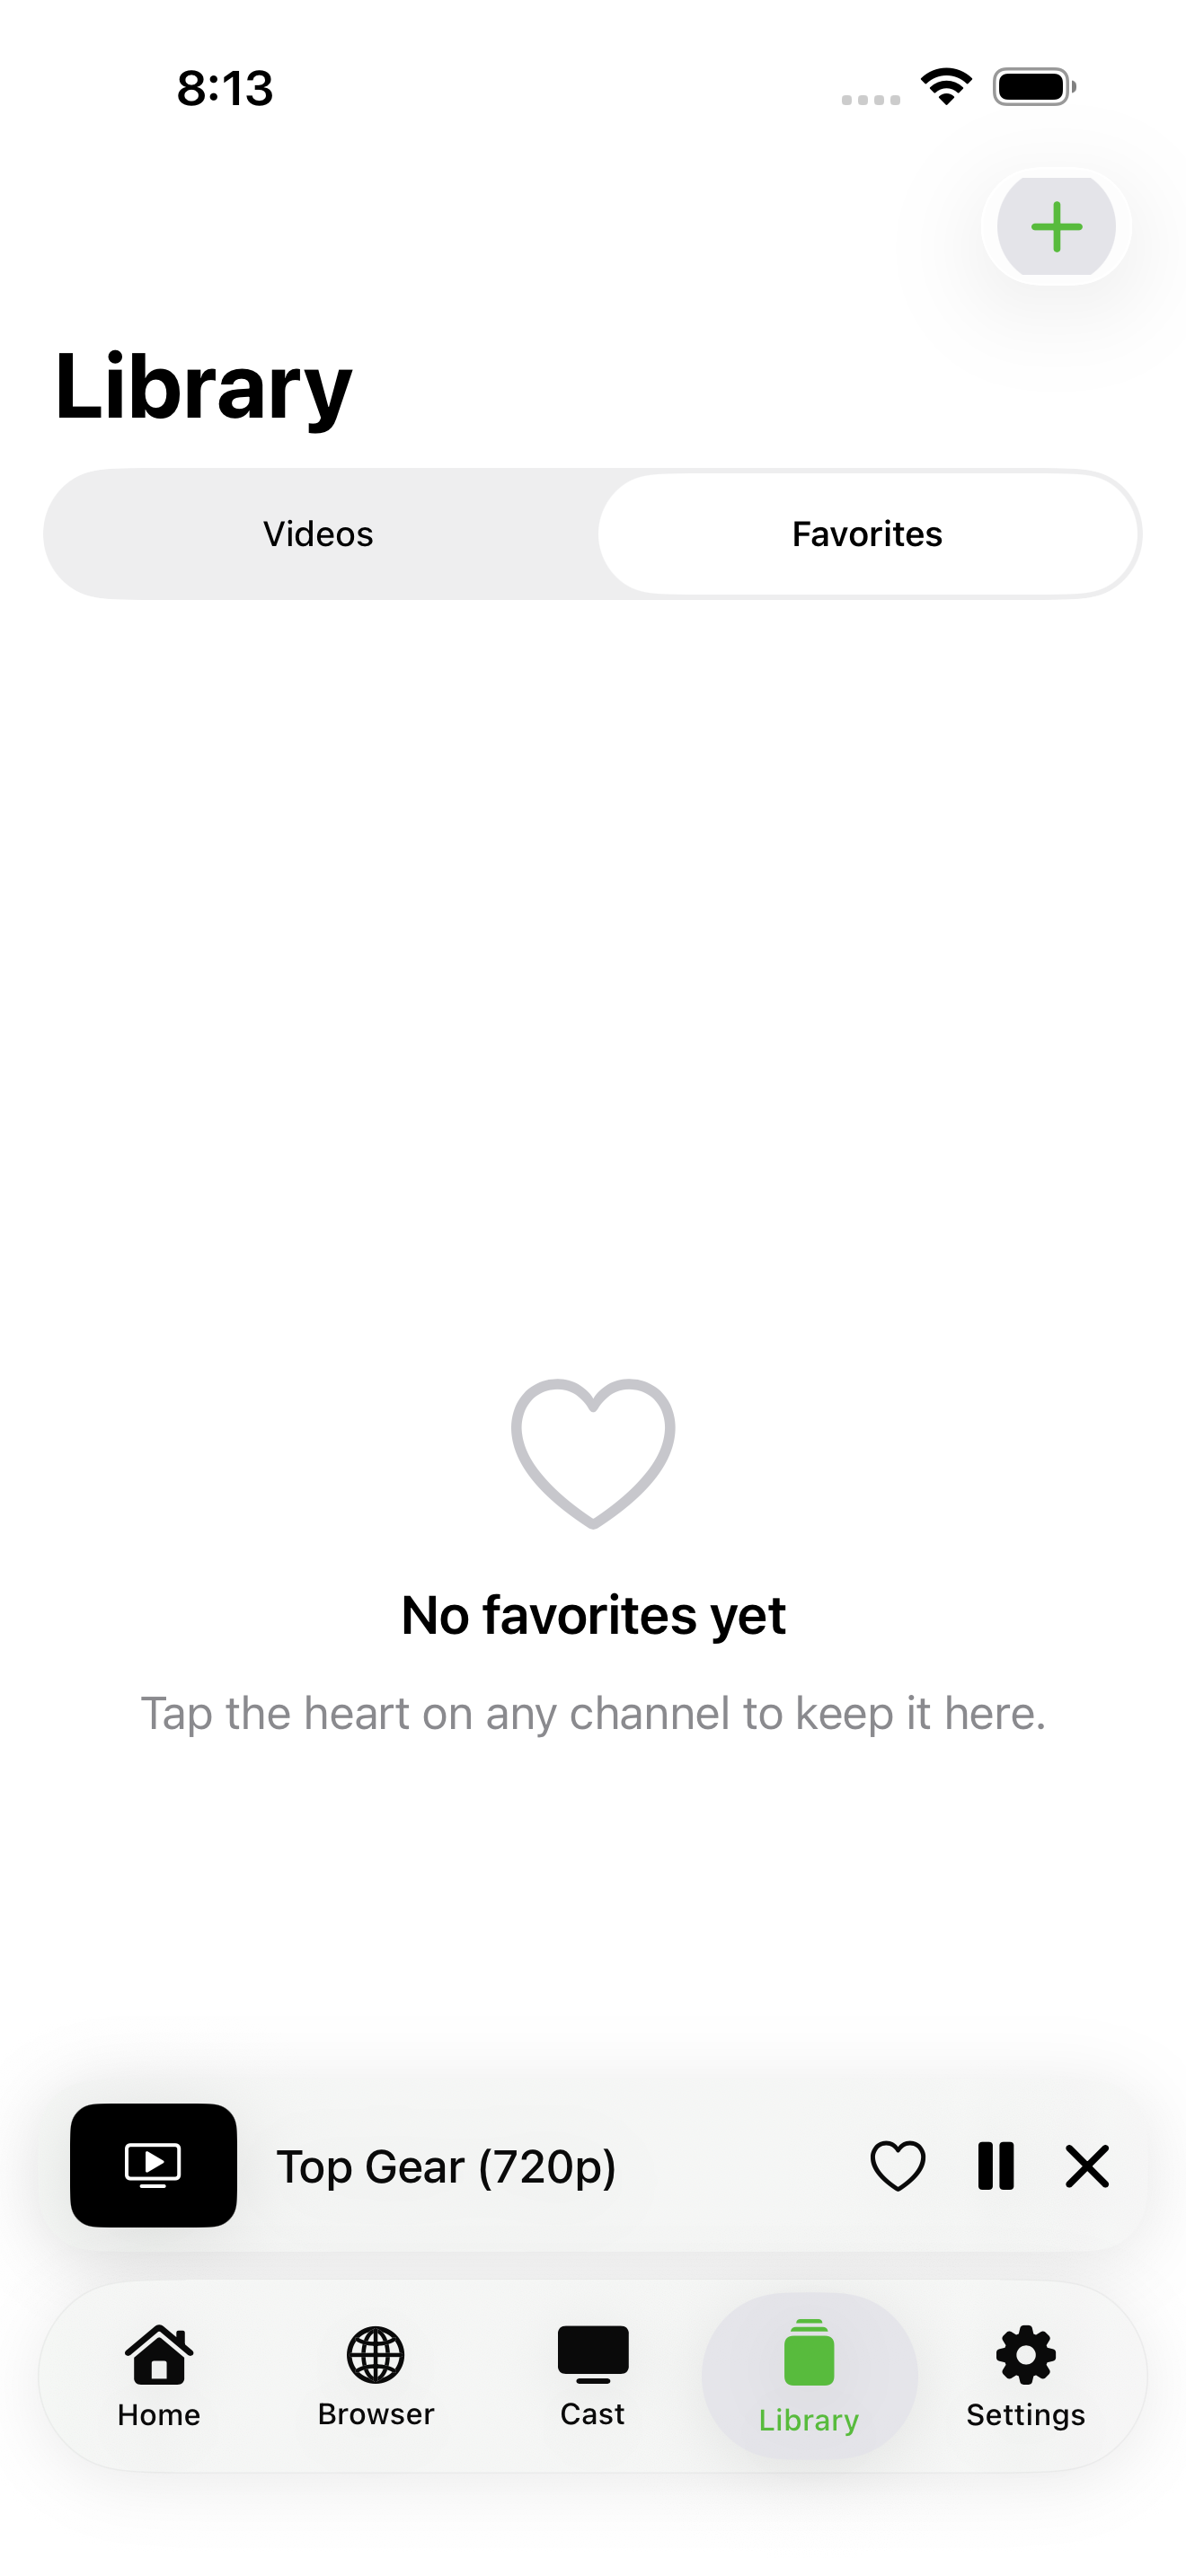 8:13
Library
Videos
Favorites
No favorites yet
Tap the heart on any channel to keep it here.
Top Gear (720p)
Home
Browser
Cast
Library
Settings